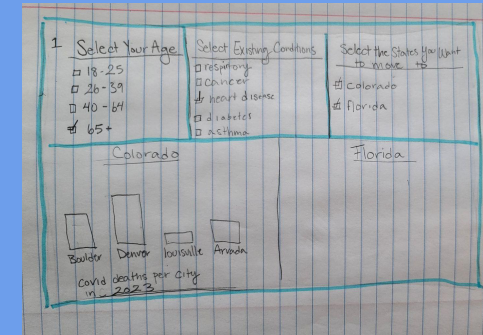 1 Select Your Age
18-25
26-39
40-64
65+
Select Existing Conditions
cancer
heart disease
diabetes
asthma
Select the States You Want
to move to
Colorado
florida
Colorado
Boulder Denver louisville Arvada
Covid deaths per city
in 2023
Florida